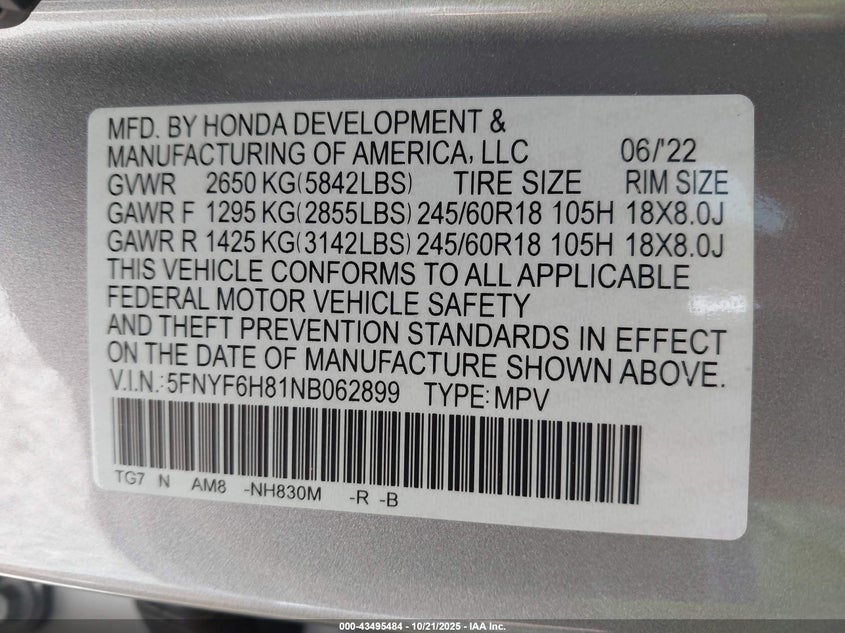 MFD. BY HONDA DEVELOPMENT &
MANUFACTURING OF AMERICA, LLC 06/'22
GVWR 2650 KG(5842LBS) TIRE SIZE RIM SIZE
GAWR F 1295 KG(2855LBS) 245/60R18 105H 18X8.0J
GAWR R 1425 KG(3142LBS) 245/60R18 105H 18X8.0J
THIS VEHICLE CONFORMS TO ALL APPLICABLE
FEDERAL MOTOR VEHICLE SAFETY
AND THEFT PREVENTION STANDARDS IN EFFECT
ON THE DATE OF MANUFACTURE SHOWN ABOVE.
V.I.N.: 5FNYF6H81NB062899 TYPE: MPV
TG7 N AM8 -NH830M -R -B
000-43495484 - 10/21/2025 - IAA Inc.